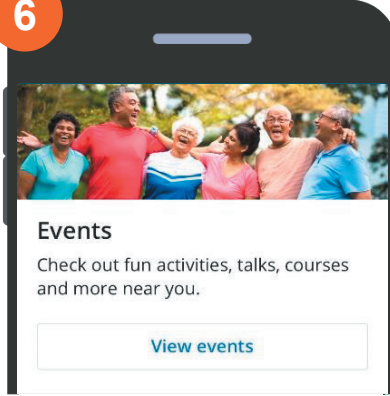 6
Events
Check out fun activities, talks, courses
and more near you.
View events